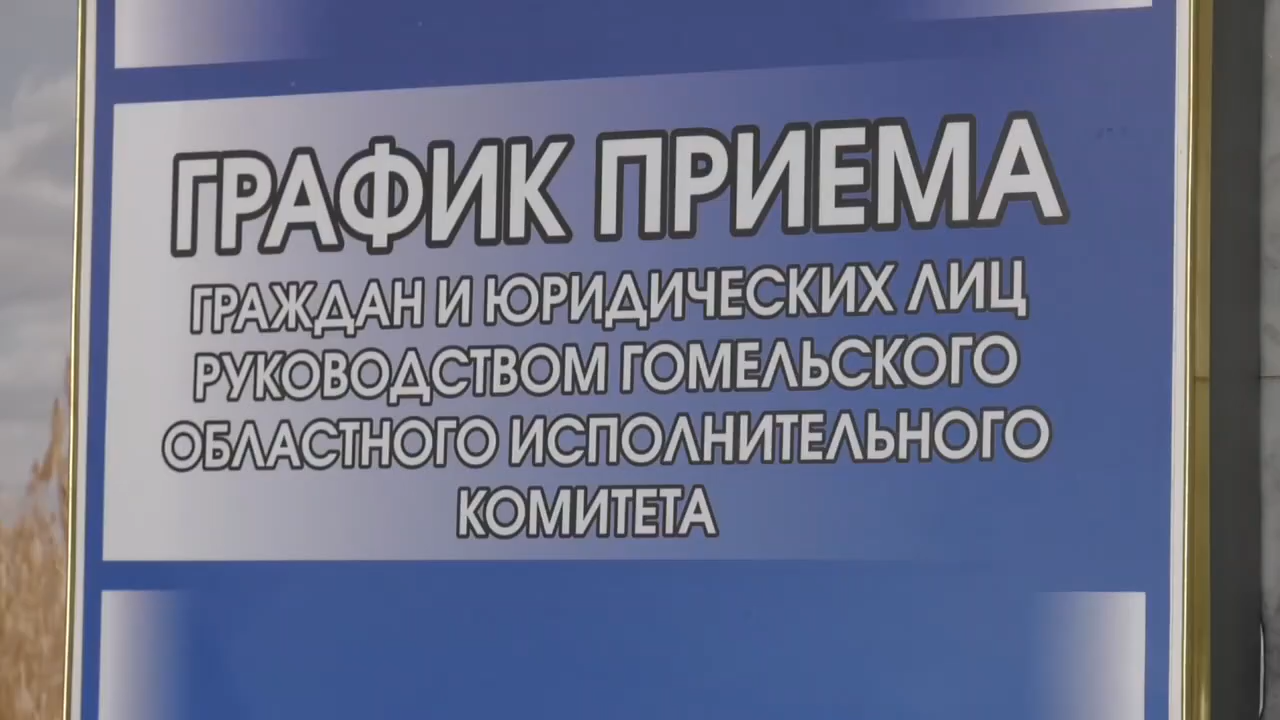 ГРАФИК ПРИЕМА
ГРАЖДАН И ЮРИДИЧЕСКИХ ЛИЦ
РУКОВОДСТВОМ ГОМЕЛЬСКОГО
ОБЛАСТНОГО ИСПОЛНИТЕЛЬНОГО
КОМИТЕТА